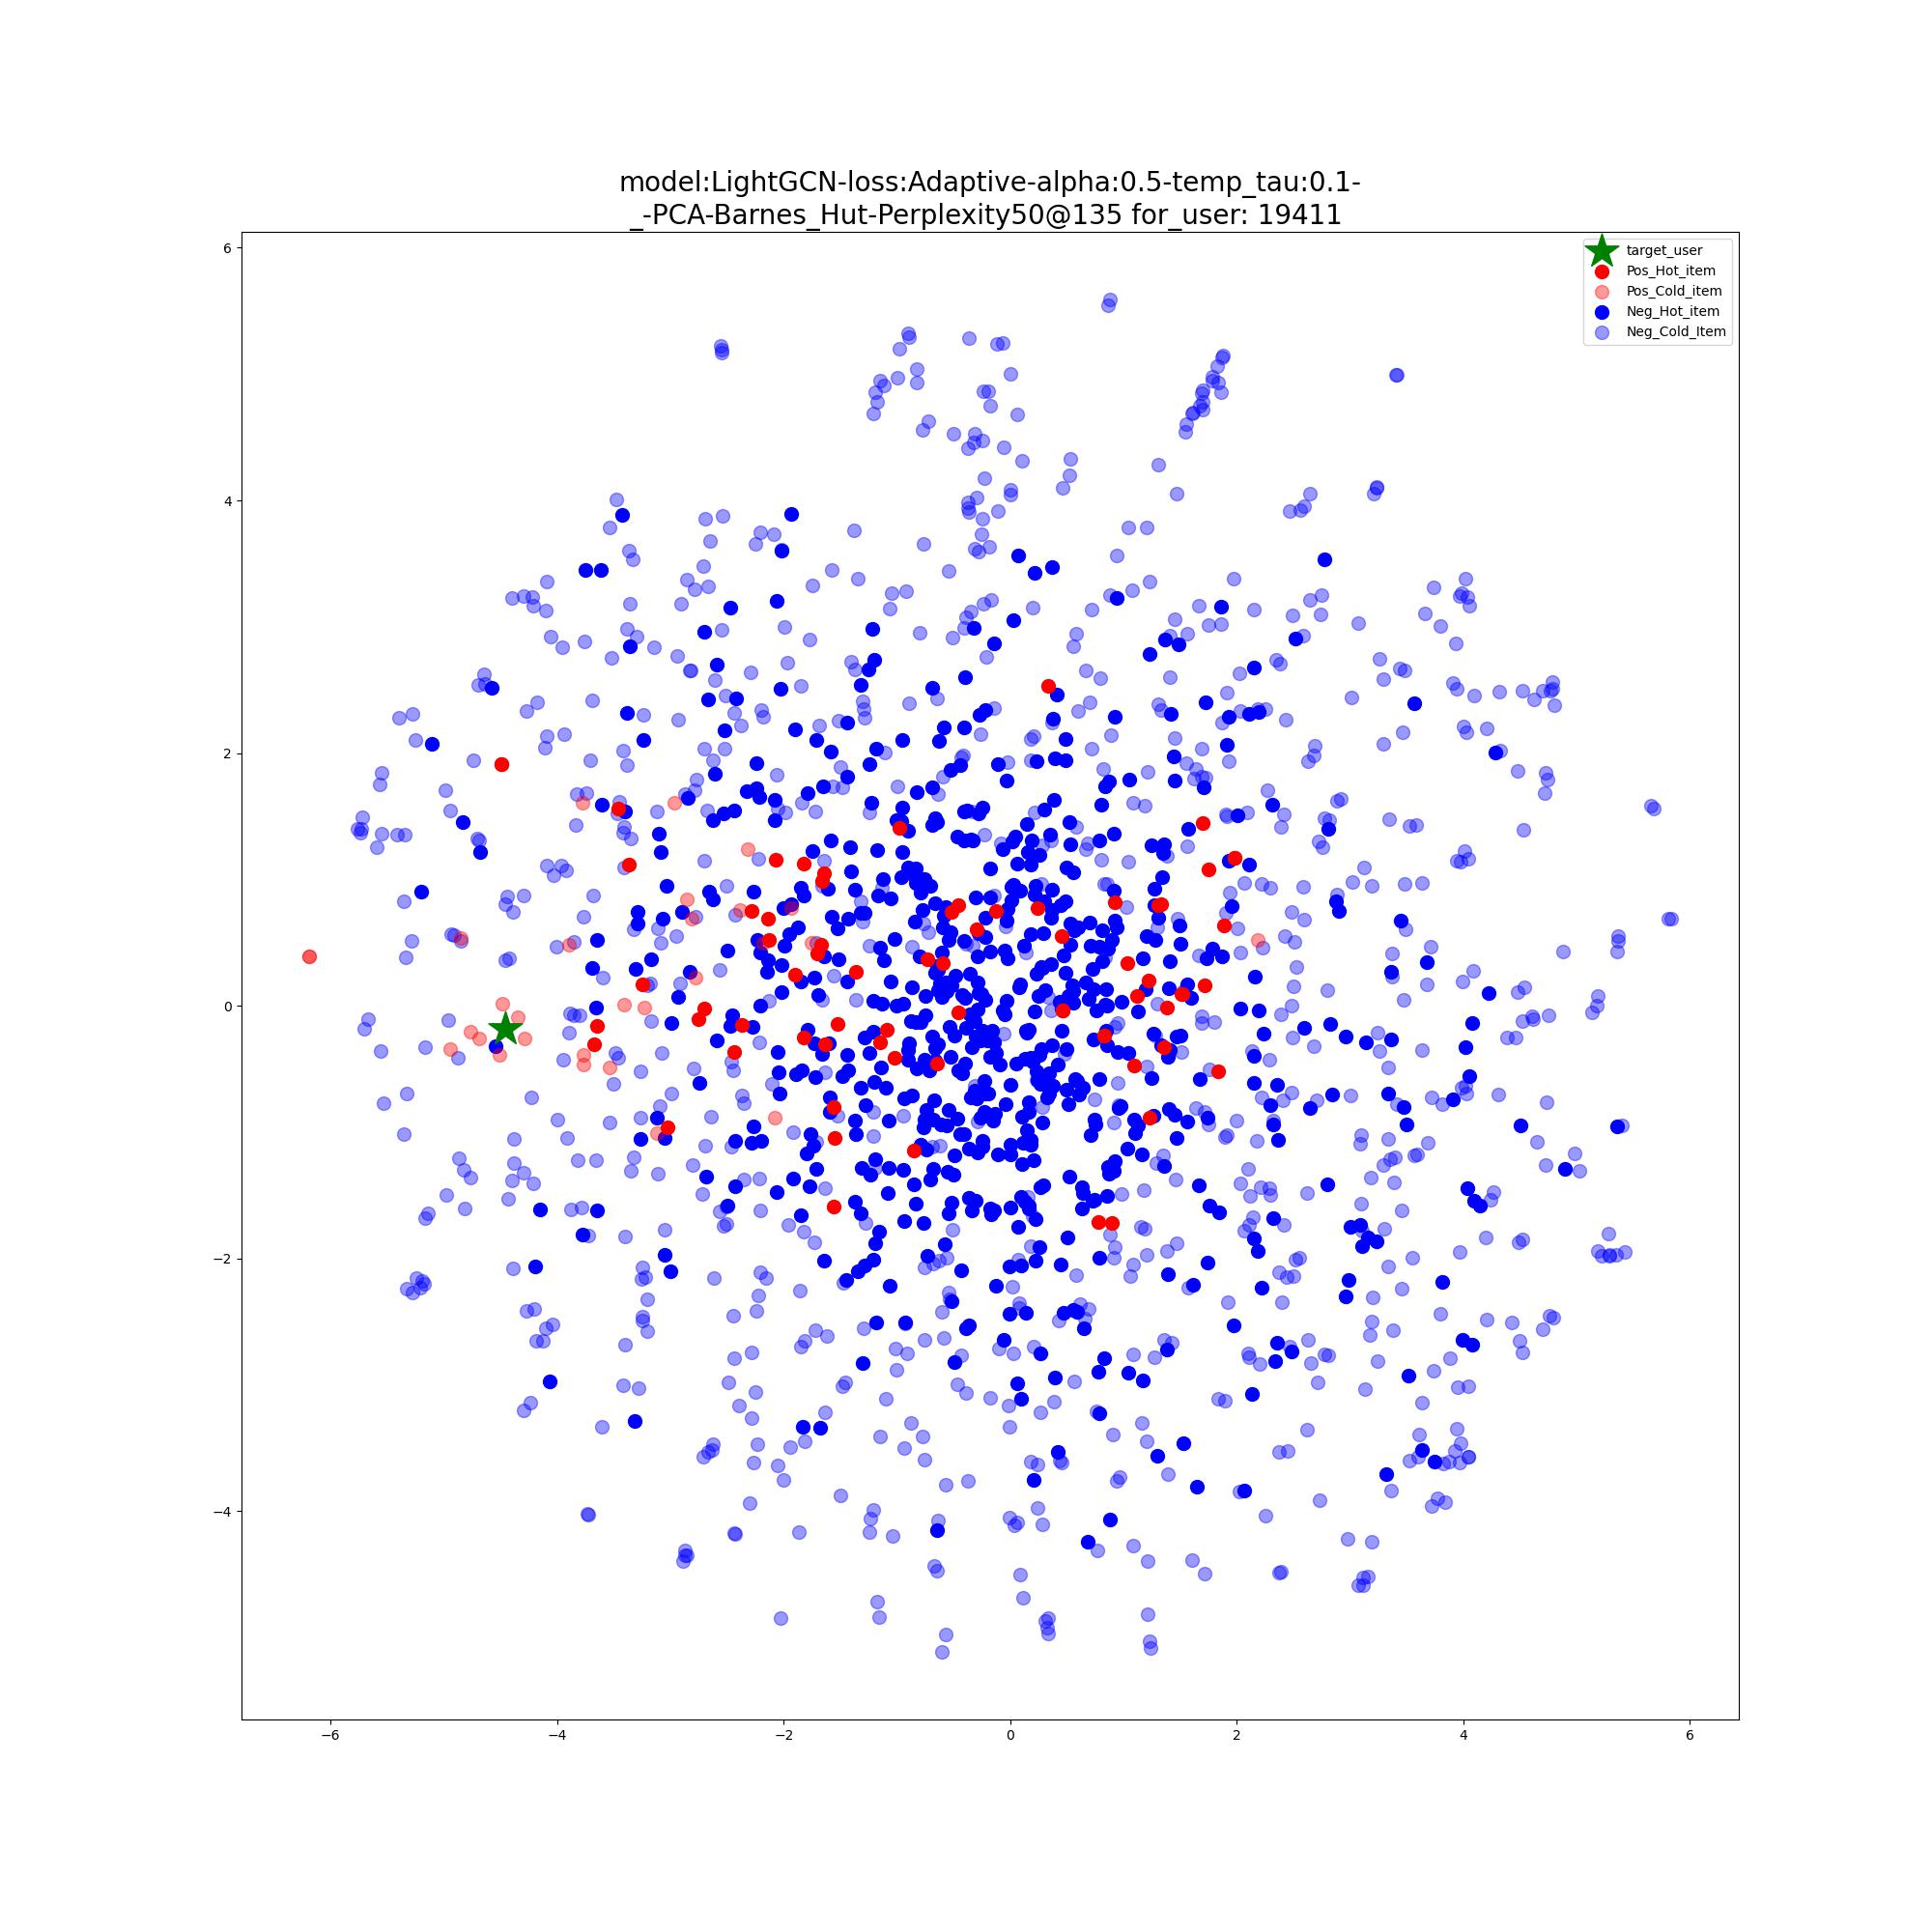 model:LightGCN-loss:Adaptive-alpha:0.5-temp_tau:0.1-
_-PCA-Barnes_Hut-Perplexity50@135 for_user: 19411
target_user
Pos_Hot_item
Pos_Cold_item
Neg_Hot_item
Neg_Cold_Item
6
4
2
0
−2
−4
−6
−4
−2
0
2
4
6